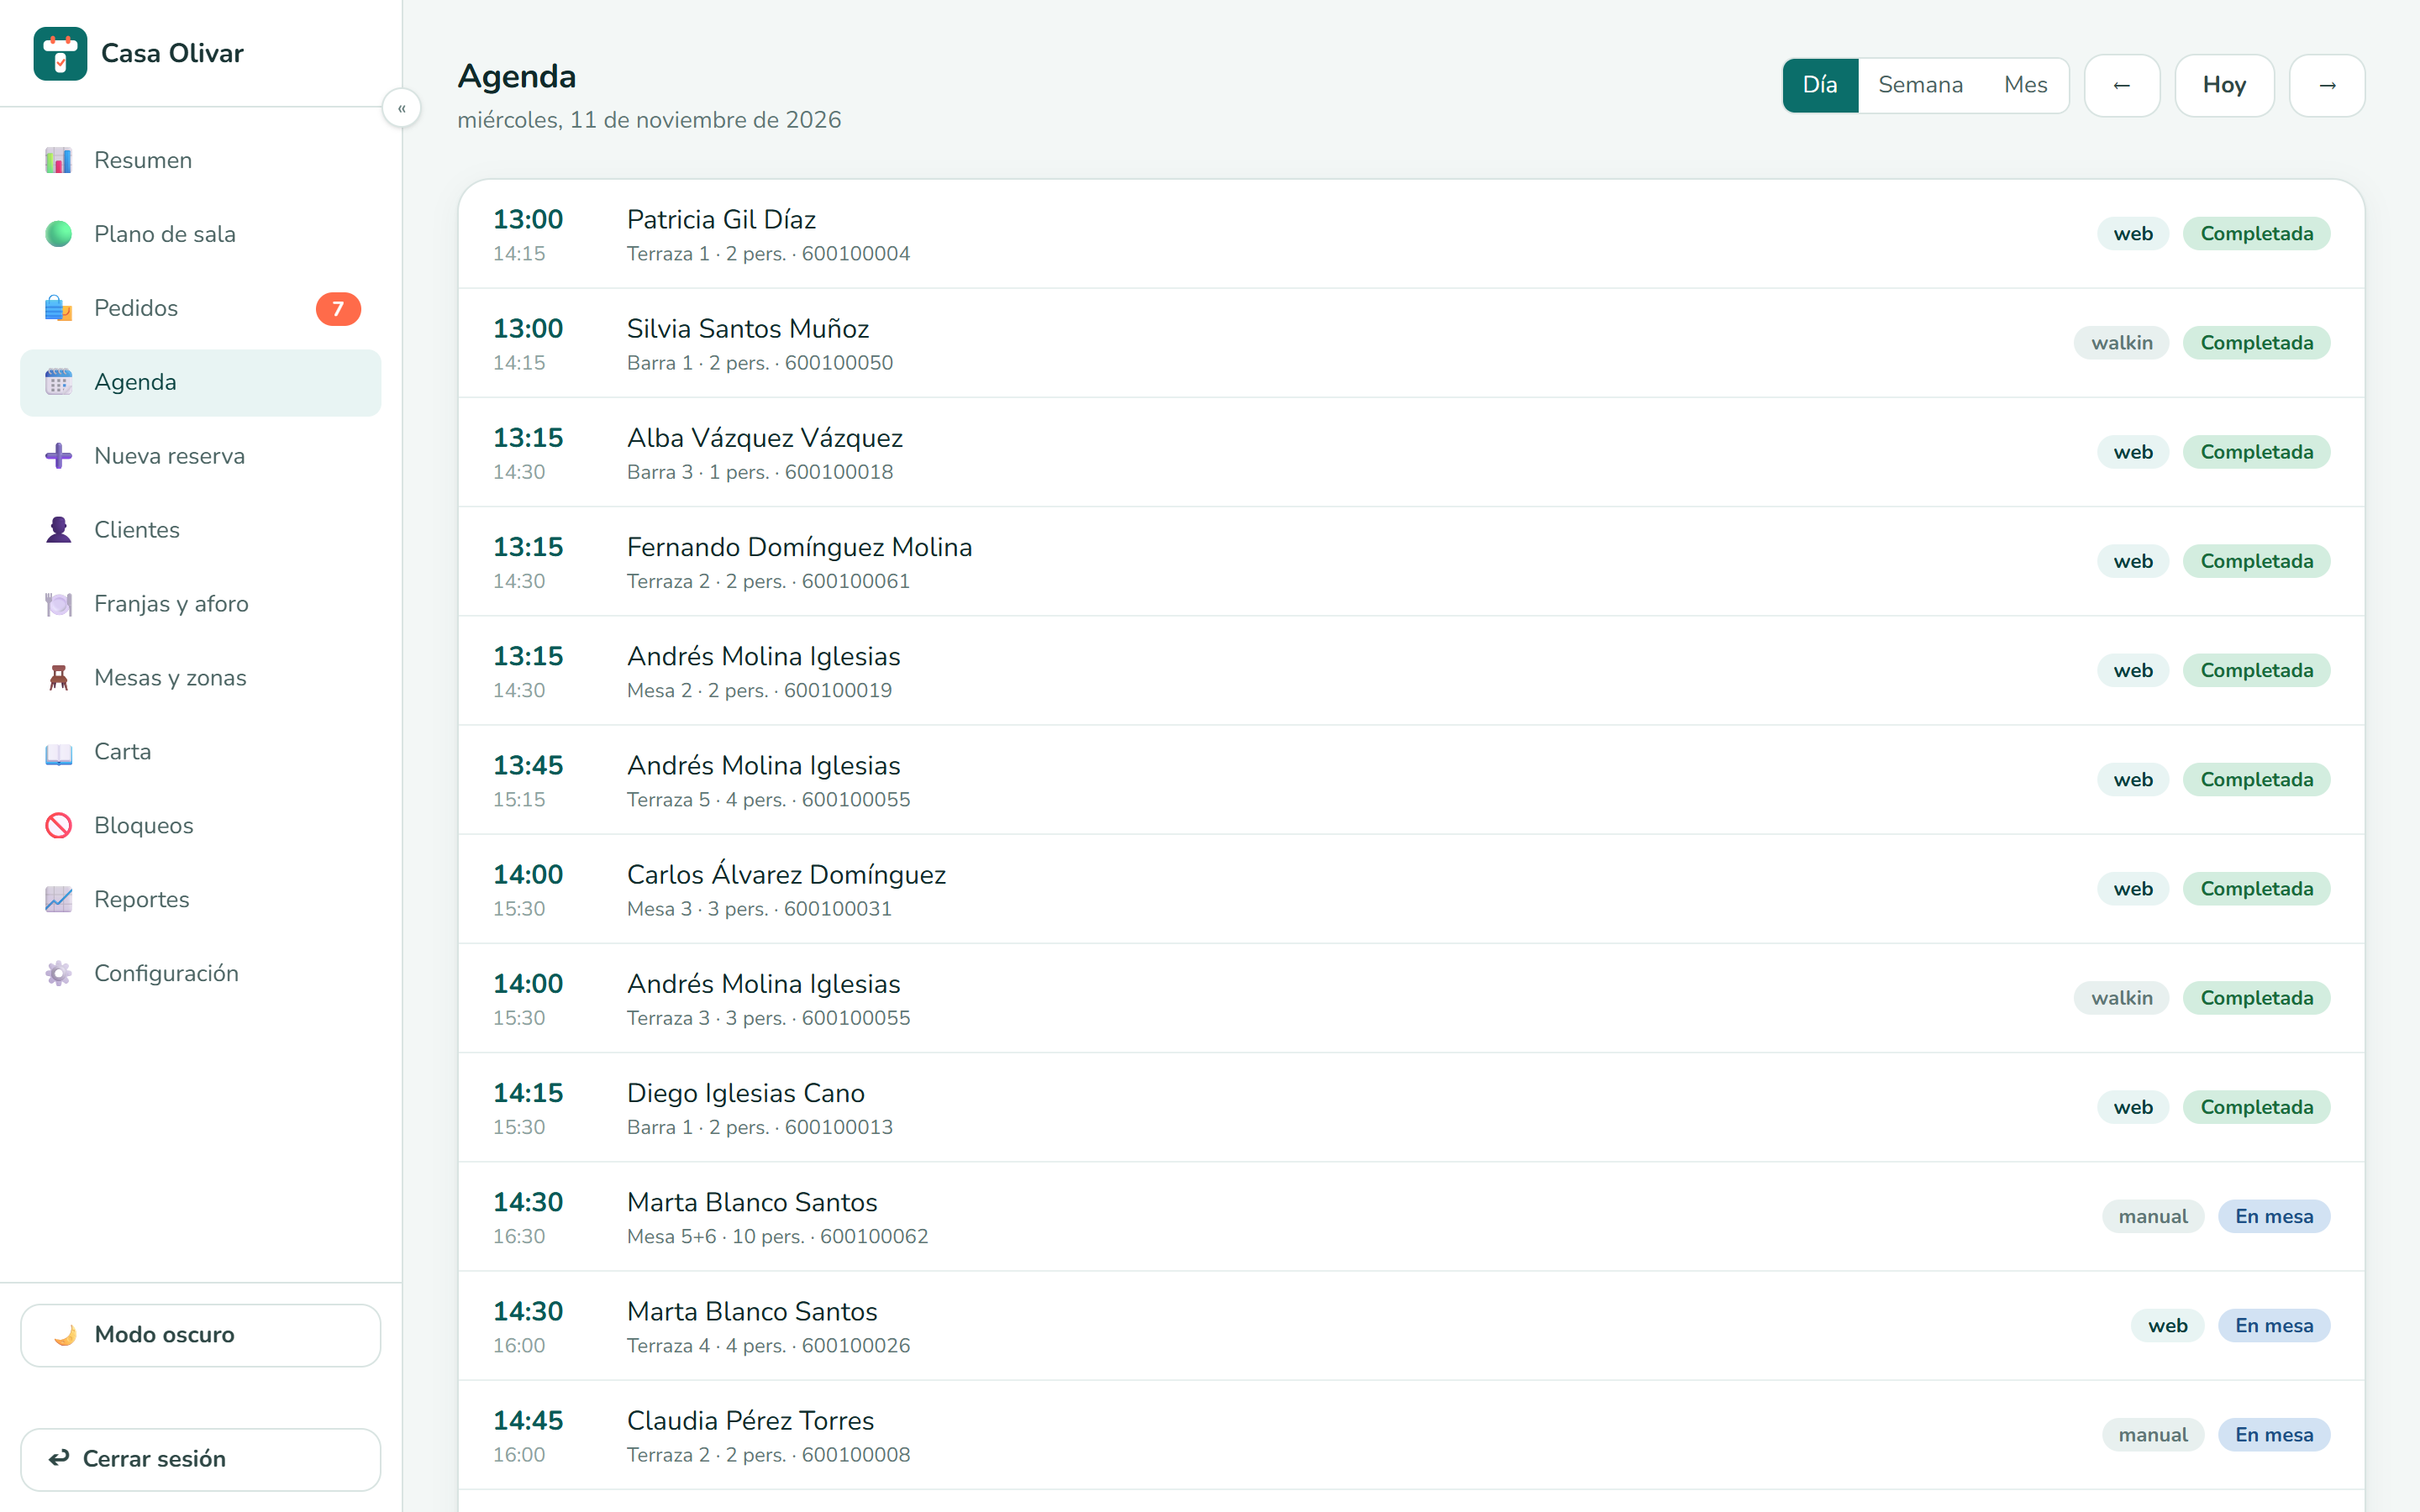 Casa Olivar
«
Resumen
Plano de sala
Pedidos 7
Agenda
Nueva reserva
Clientes
Franjas y aforo
Mesas y zonas
Carta
Bloqueos
Reportes
Configuración
Modo oscuro
Cerrar sesión
Agenda
miércoles, 11 de noviembre de 2026
Día Semana Mes ← Hoy →
13:00 Patricia Gil Díaz web Completada
14:15 Terraza 1 · 2 pers. · 600100004
13:00 Silvia Santos Muñoz walkin Completada
14:15 Barra 1 · 2 pers. · 600100050
13:15 Alba Vázquez Vázquez web Completada
14:30 Barra 3 · 1 pers. · 600100018
13:15 Fernando Domínguez Molina web Completada
14:30 Terraza 2 · 2 pers. · 600100061
13:15 Andrés Molina Iglesias web Completada
14:30 Mesa 2 · 2 pers. · 600100019
13:45 Andrés Molina Iglesias web Completada
15:15 Terraza 5 · 4 pers. · 600100055
14:00 Carlos Álvarez Domínguez web Completada
15:30 Mesa 3 · 3 pers. · 600100031
14:00 Andrés Molina Iglesias walkin Completada
15:30 Terraza 3 · 3 pers. · 600100055
14:15 Diego Iglesias Cano web Completada
15:30 Barra 1 · 2 pers. · 600100013
14:30 Marta Blanco Santos manual En mesa
16:30 Mesa 5+6 · 10 pers. · 600100062
14:30 Marta Blanco Santos web En mesa
16:00 Terraza 4 · 4 pers. · 600100026
14:45 Claudia Pérez Torres manual En mesa
16:00 Terraza 2 · 2 pers. · 600100008